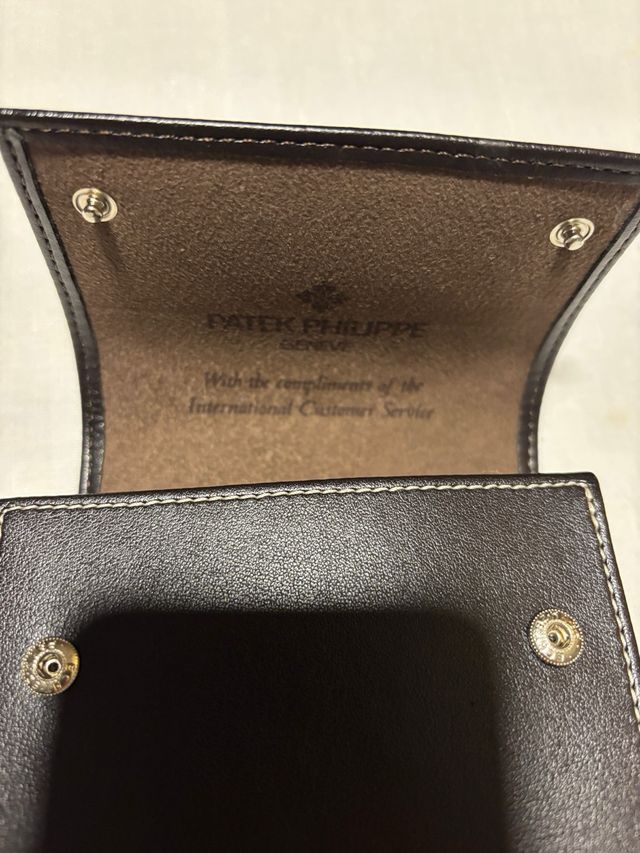 PATEK PHILIPPE
GENEVE
With the compliments of the
International Customer Service